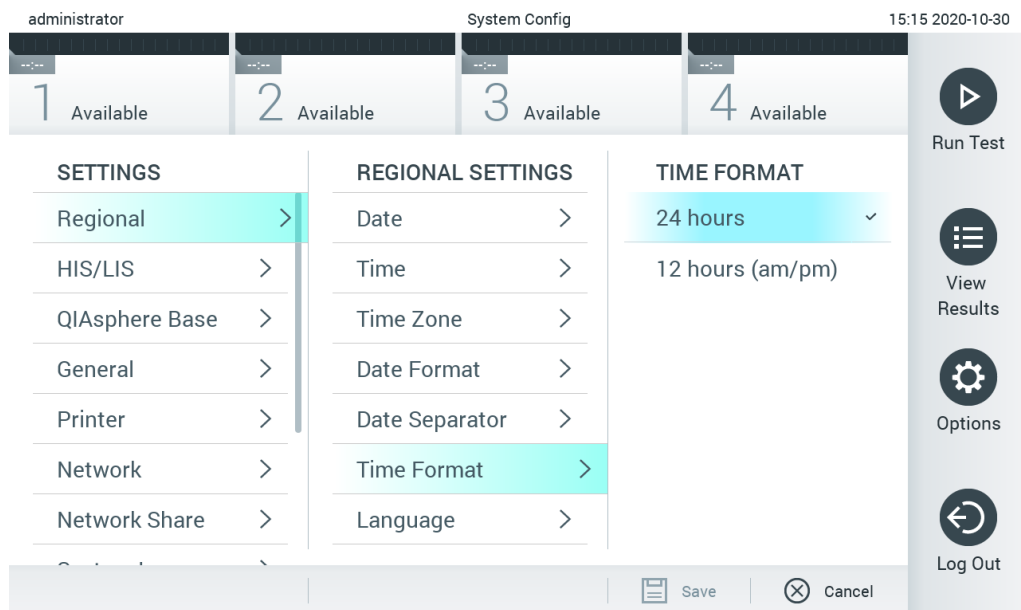 administrator
System Config
15:15 2020-10-30
--:--
1 Available
--:--
2 Available
--:--
3 Available
--:--
4 Available
SETTINGS
Regional
HIS/LIS
QIAsphere Base
General
Printer
Network
Network Share
REGIONAL SETTINGS
Date
Time
Time Zone
Date Format
Date Separator
Time Format
Language
TIME FORMAT
24 hours
12 hours (am/pm)
Save
Cancel
Run Test
View
Results
Options
Log Out